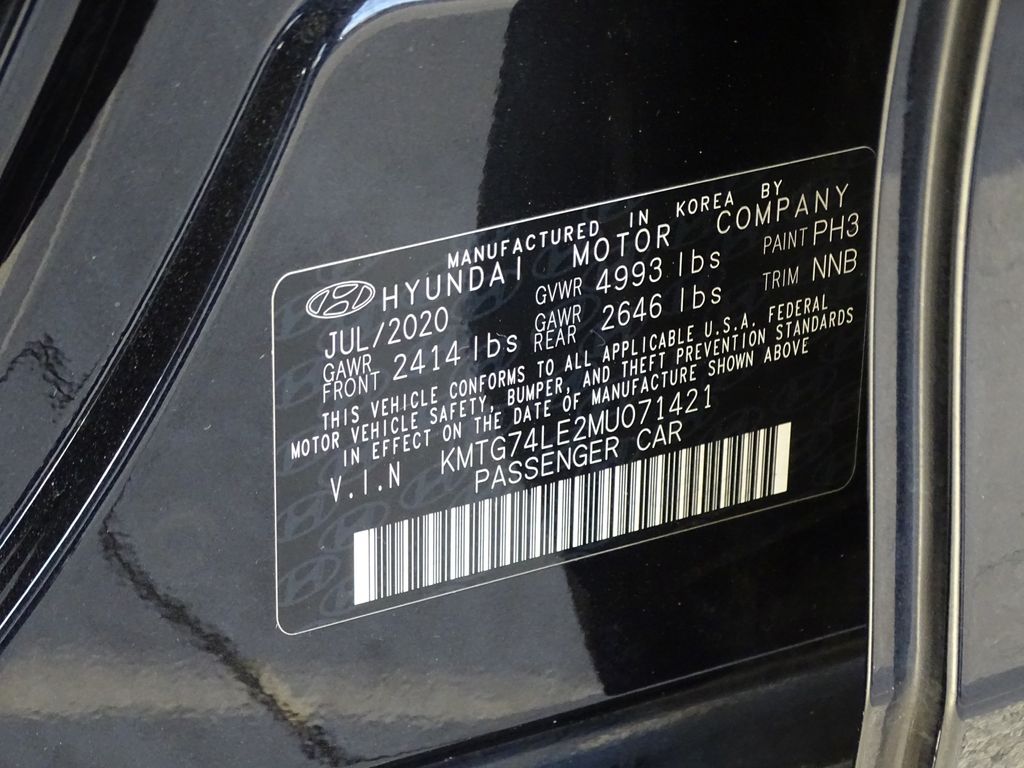 MANUFACTURED IN KOREA BY
HYUNDAI MOTOR COMPANY
JUL/2020 GVWR 4993 lbs PAINT PH3
GAWR FRONT 2414 lbs GAWR REAR 2646 lbs TRIM NNB
THIS VEHICLE CONFORMS TO ALL APPLICABLE U.S.A. FEDERAL
MOTOR VEHICLE SAFETY, BUMPER, AND THEFT PREVENTION STANDARDS
IN EFFECT ON THE DATE OF MANUFACTURE SHOWN ABOVE
V.I.N KMTG74LE2MU071421
PASSENGER CAR